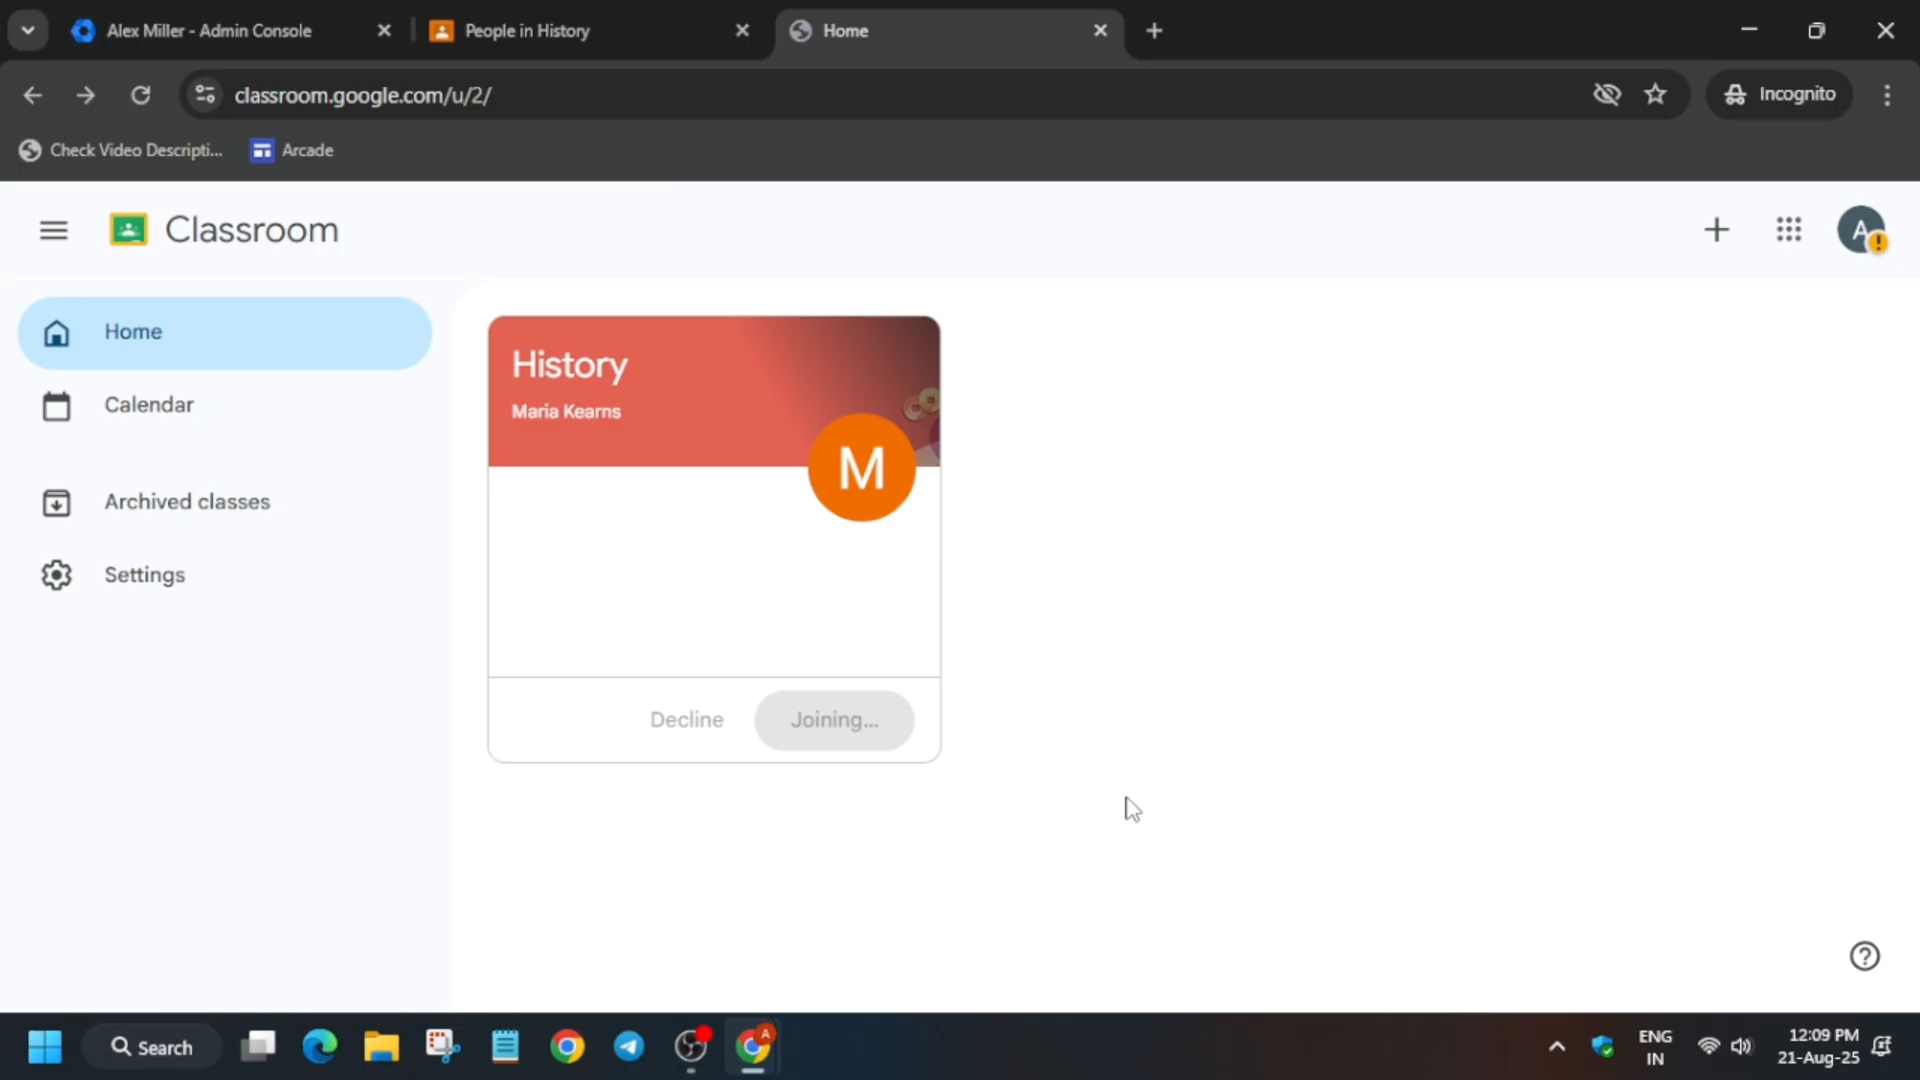 Alex Miller - Admin Console
People in History
Home
classroom.google.com/u/2/
Incognito
Check Video Descripti...
Arcade
Classroom
A
Home
Calendar
Archived classes
Settings
History
Maria Kearns
M
Decline
Joining...
Search
A
ENG
IN
12:09 PM
21-Aug-25